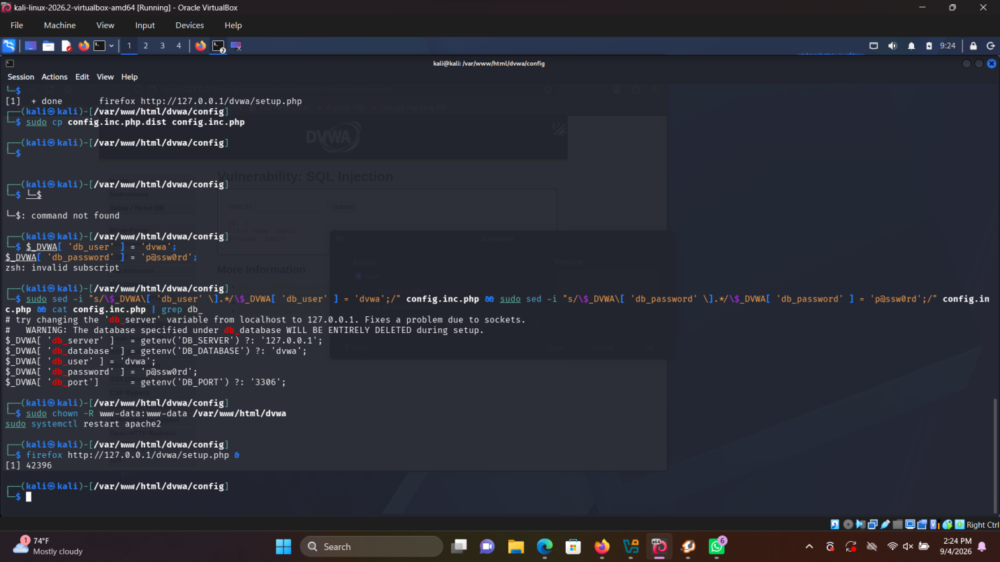 kali-linux-2026.2-virtualbox-amd64 [Running] - Oracle VirtualBox
File Machine View Input Devices Help
1 2 3 4 2 9:24
kali@kali: /var/www/html/dvwa/config
Session Actions Edit View Help
└─$
[1]  + done       firefox http://127.0.0.1/dvwa/setup.php
┌──(kali㉿kali)-[/var/www/html/dvwa/config]
└─$ sudo cp config.inc.php.dist config.inc.php
┌──(kali㉿kali)-[/var/www/html/dvwa/config]
└─$
┌──(kali㉿kali)-[/var/www/html/dvwa/config]
└─$ └─$
└─$: command not found
┌──(kali㉿kali)-[/var/www/html/dvwa/config]
└─$ $_DVWA[ 'db_user' ] = 'dvwa';
$_DVWA[ 'db_password' ] = 'p@ssw0rd';
zsh: invalid subscript
┌──(kali㉿kali)-[/var/www/html/dvwa/config]
└─$ sudo sed -i "s/\$_DVWA\[ 'db_user' \].*/\$_DVWA[ 'db_user' ] = 'dvwa';/" config.inc.php && sudo sed -i "s/\$_DVWA\[ 'db_password' \].*/\$_DVWA[ 'db_password' ] = 'p@ssw0rd';/" config.in
c.php && cat config.inc.php | grep db_
# try changing the 'db_server' variable from localhost to 127.0.0.1. Fixes a problem due to sockets.
#   WARNING: The database specified under db_database WILL BE ENTIRELY DELETED during setup.
$_DVWA[ 'db_server' ]   = getenv('DB_SERVER') ?: '127.0.0.1';
$_DVWA[ 'db_database' ] = getenv('DB_DATABASE') ?: 'dvwa';
$_DVWA[ 'db_user' ] = 'dvwa';
$_DVWA[ 'db_password' ] = 'p@ssw0rd';
$_DVWA[ 'db_port']      = getenv('DB_PORT') ?: '3306';
┌──(kali㉿kali)-[/var/www/html/dvwa/config]
└─$ sudo chown -R www-data:www-data /var/www/html/dvwa
sudo systemctl restart apache2
┌──(kali㉿kali)-[/var/www/html/dvwa/config]
└─$ firefox http://127.0.0.1/dvwa/setup.php &
[1] 42396
┌──(kali㉿kali)-[/var/www/html/dvwa/config]
└─$
DVWA
Vulnerability: SQL Injection
More Information
Right Ctrl
1 74°F
Mostly cloudy
Search
6
2:24 PM
9/4/2026